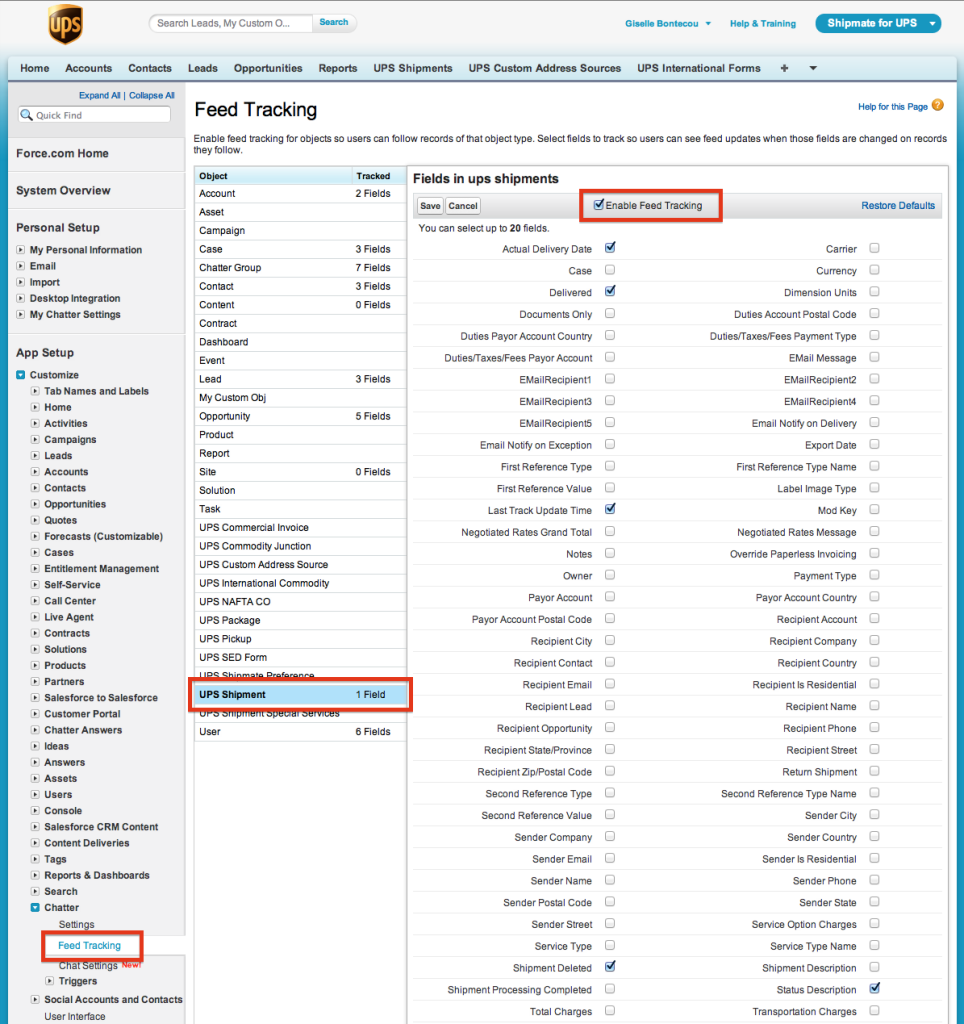 ups
Search Leads, My Custom O...
Search
Giselle Bontecou
Help & Training
Shipmate for UPS
Home Accounts Contacts Leads Opportunities Reports UPS Shipments UPS Custom Address Sources UPS International Forms +
Expand All | Collapse All
Quick Find
Force.com Home
System Overview
Personal Setup
My Personal Information
Email
Import
Desktop Integration
My Chatter Settings
App Setup
Customize
Tab Names and Labels
Home
Activities
Campaigns
Leads
Accounts
Contacts
Opportunities
Quotes
Forecasts (Customizable)
Cases
Entitlement Management
Self-Service
Call Center
Live Agent
Contracts
Solutions
Products
Partners
Salesforce to Salesforce
Customer Portal
Chatter Answers
Ideas
Answers
Assets
Users
Console
Salesforce CRM Content
Content Deliveries
Tags
Reports & Dashboards
Search
Chatter
Settings
Feed Tracking
Chat Settings New!
Triggers
Social Accounts and Contacts
User Interface
Feed Tracking
Help for this Page ?
Enable feed tracking for objects so users can follow records of that object type. Select fields to track so users can see feed updates when those fields are changed on records
they follow.
Object Tracked
Account 2 Fields
Asset
Campaign
Case 3 Fields
Chatter Group 7 Fields
Contact 3 Fields
Content 0 Fields
Contract
Dashboard
Event
Lead 3 Fields
My Custom Obj
Opportunity 5 Fields
Product
Report
Site 0 Fields
Solution
Task
UPS Commercial Invoice
UPS Commodity Junction
UPS Custom Address Source
UPS International Commodity
UPS NAFTA CO
UPS Package
UPS Pickup
UPS SED Form
UPS Shipmate Preference
UPS Shipment 1 Field
UPS Shipment Special Services
User 6 Fields
Fields in ups shipments
Save Cancel Enable Feed Tracking Restore Defaults
You can select up to 20 fields.
Actual Delivery Date Carrier
Case Currency
Delivered Dimension Units
Documents Only Duties Account Postal Code
Duties Payor Account Country Duties/Taxes/Fees Payment Type
Duties/Taxes/Fees Payor Account EMail Message
EMailRecipient1 EMailRecipient2
EMailRecipient3 EMailRecipient4
EMailRecipient5 Email Notify on Delivery
Email Notify on Exception Export Date
First Reference Type First Reference Type Name
First Reference Value Label Image Type
Last Track Update Time Mod Key
Negotiated Rates Grand Total Negotiated Rates Message
Notes Override Paperless Invoicing
Owner Payment Type
Payor Account Payor Account Country
Payor Account Postal Code Recipient Account
Recipient City Recipient Company
Recipient Contact Recipient Country
Recipient Email Recipient Is Residential
Recipient Lead Recipient Name
Recipient Opportunity Recipient Phone
Recipient State/Province Recipient Street
Recipient Zip/Postal Code Return Shipment
Second Reference Type Second Reference Type Name
Second Reference Value Sender City
Sender Company Sender Country
Sender Email Sender Is Residential
Sender Name Sender Phone
Sender Postal Code Sender State
Sender Street Service Option Charges
Service Type Service Type Name
Shipment Deleted Shipment Description
Shipment Processing Completed Status Description
Total Charges Transportation Charges